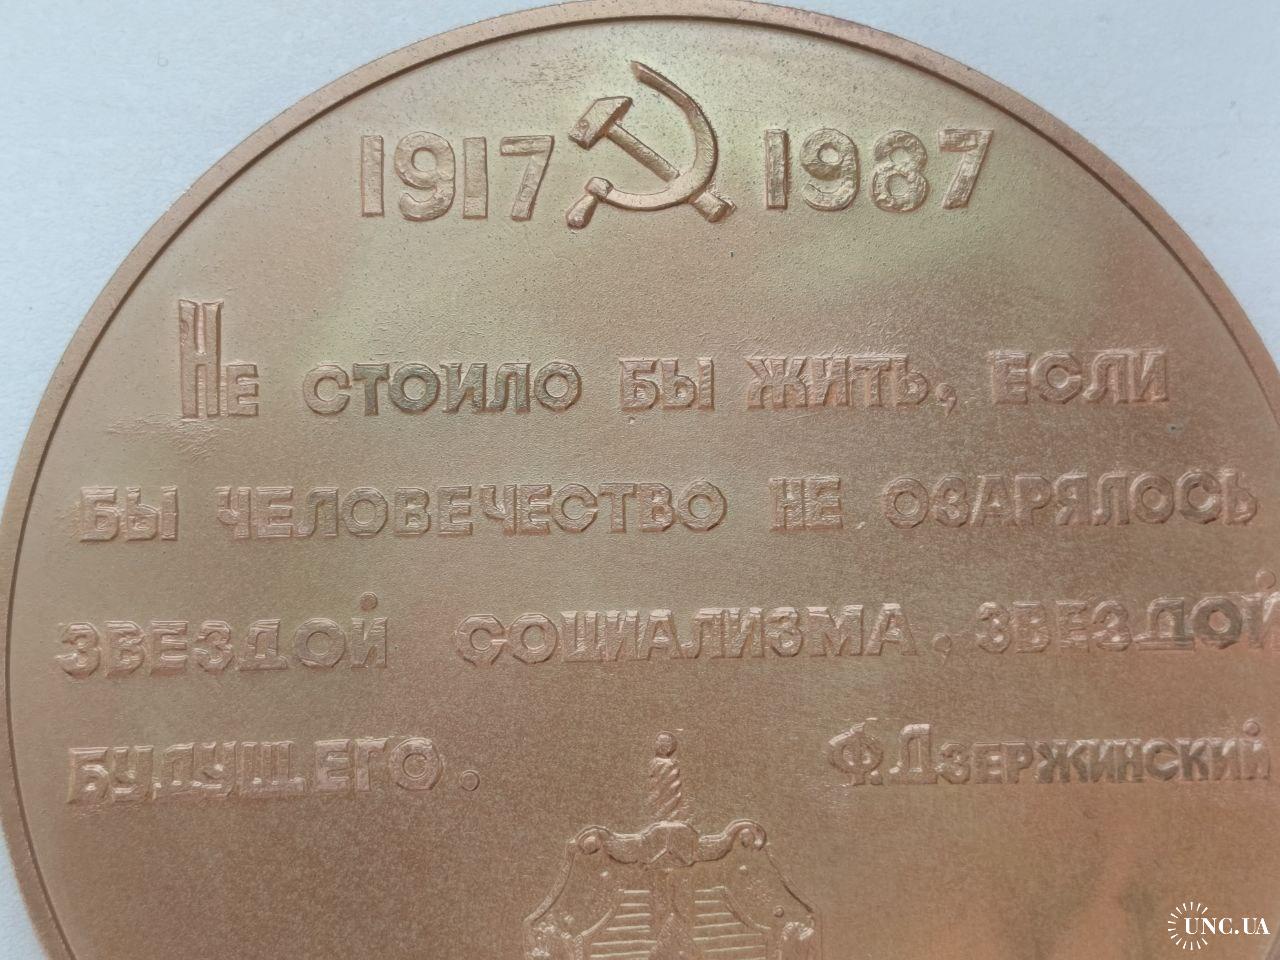 1917 1987
Не стоило бы жить, если
бы человечество не озарялось
звездой социализма, звездой
будущего. Ф. Дзержинский
UNC.UA